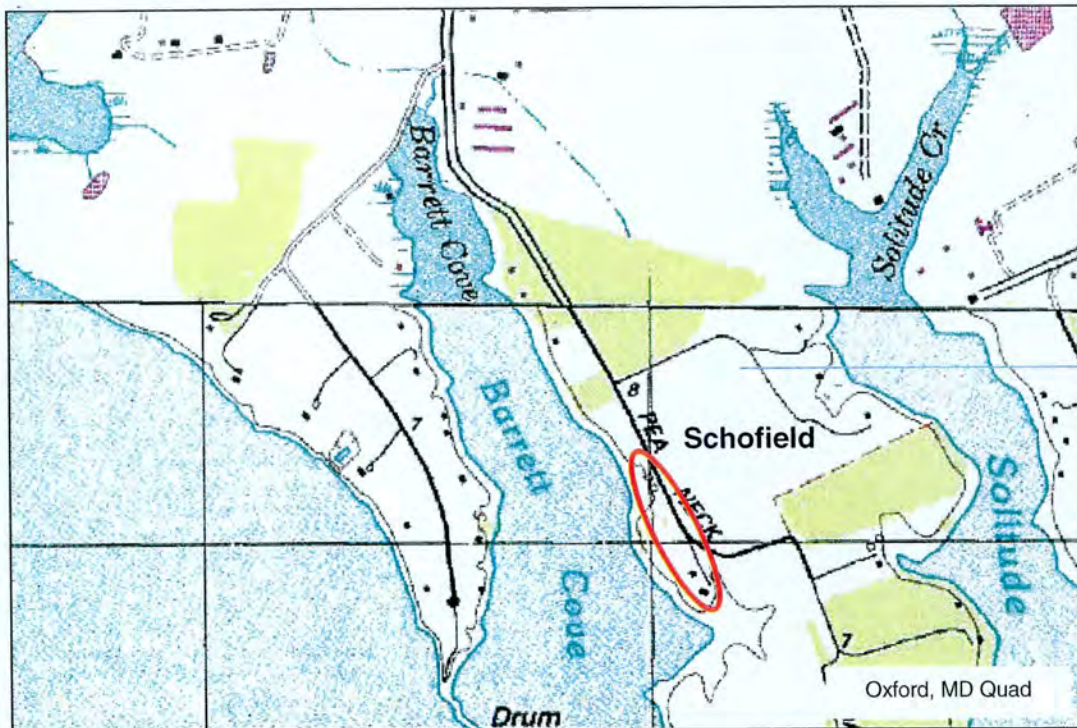 Barrett Cove
Solitude Cr
8
PEA
NECK
Schofield
7
Barrett
Cove
Solitude
7
Drum
Oxford, MD Quad